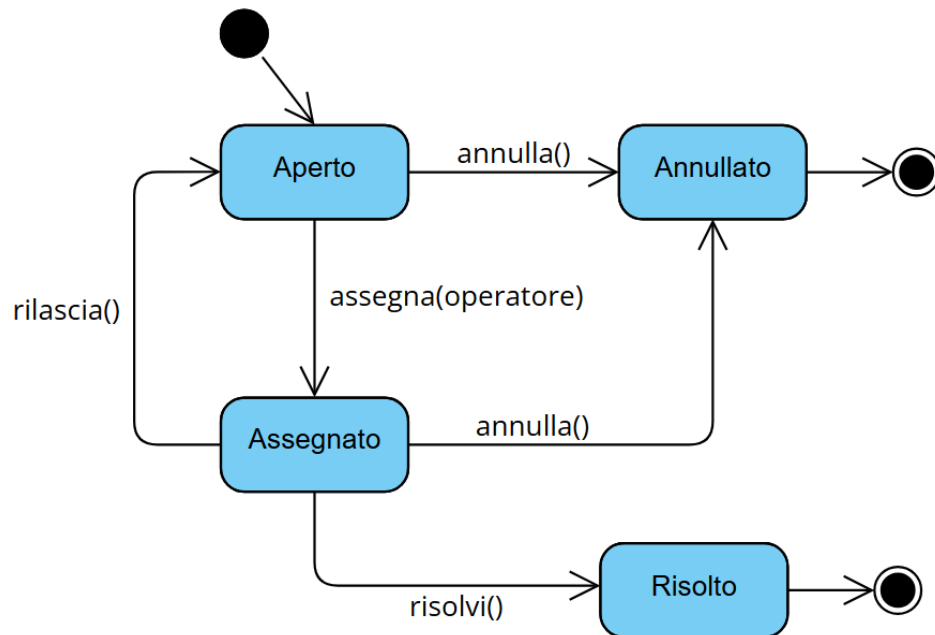 Aperto
annulla()
Annullato
rilascia()
assegna(operatore)
Assegnato
annulla()
risolvi()
Risolto